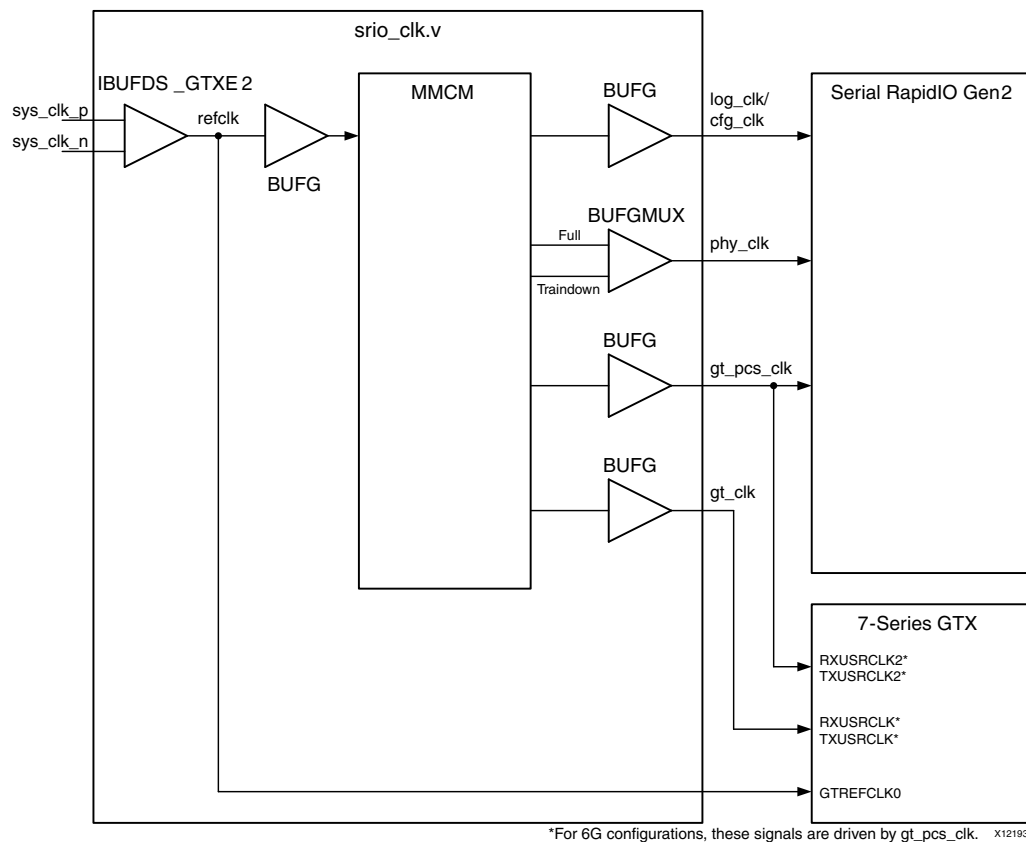 srio_clk.v
IBUFDS _GTXE 2
sys_clk_p
sys_clk_n
refclk
BUFG
MMCM
BUFG
log_clk/
cfg_clk
Serial RapidIO Gen2
BUFGMUX
Full
Traindown
phy_clk
BUFG
gt_pcs_clk
BUFG
gt_clk
7-Series GTX
RXUSRCLK2*
TXUSRCLK2*
RXUSRCLK*
TXUSRCLK*
GTREFCLK0
*For 6G configurations, these signals are driven by gt_pcs_clk.
X12193